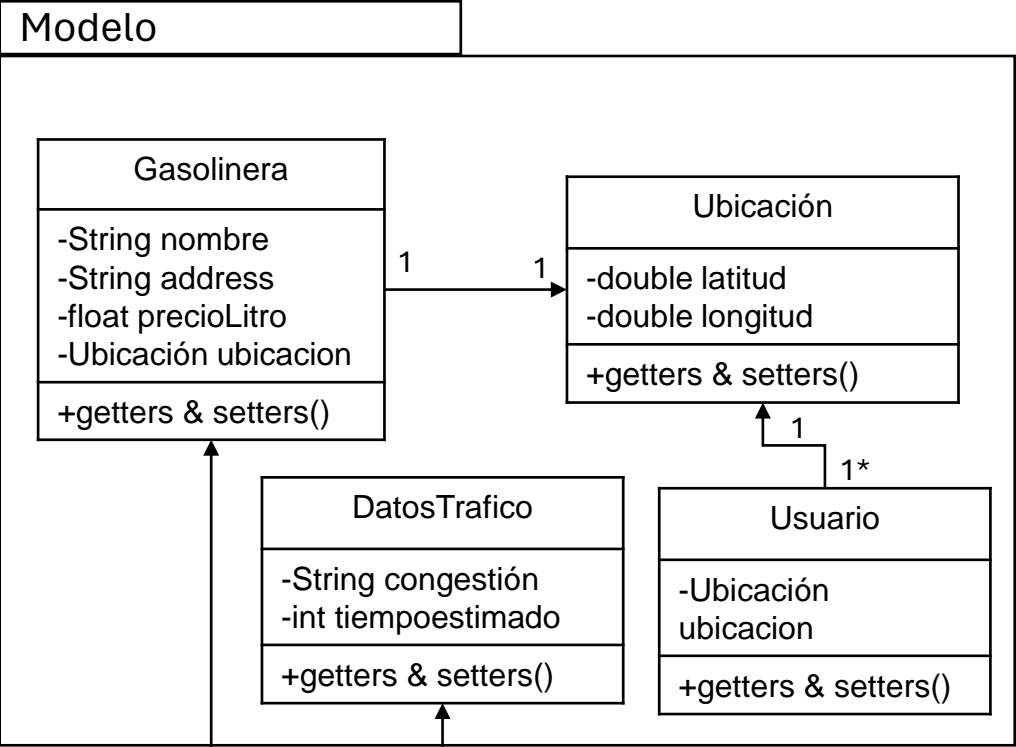 Modelo
Gasolinera
-String nombre
-String address
-float precioLitro
-Ubicación ubicacion
+getters & setters()
1
1
Ubicación
-double latitud
-double longitud
+getters & setters()
1
1*
DatosTrafico
-String congestión
-int tiempoestimado
+getters & setters()
Usuario
-Ubicación
ubicacion
+getters & setters()